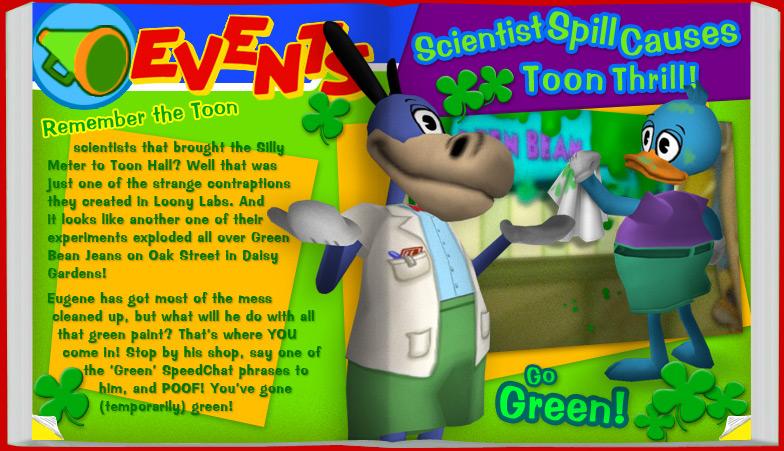 EVENTS
Scientist Spill Causes
Toon Thrill!
Remember the Toon
scientists that brought the Silly
Meter to Toon Hall? Well that was
just one of the strange contraptions
they created in Loony Labs. And
it looks like another one of their
experiments exploded all over Green
Bean Jeans on Oak Street in Daisy
Gardens!
Eugene has got most of the mess
cleaned up, but what will he do with all
that green paint? That's where YOU
come in! Stop by his shop, say one of
the 'Green' SpeedChat phrases to
him, and POOF! You've gone
(temporarily) green!
GREEN BEAN
Go
Green!